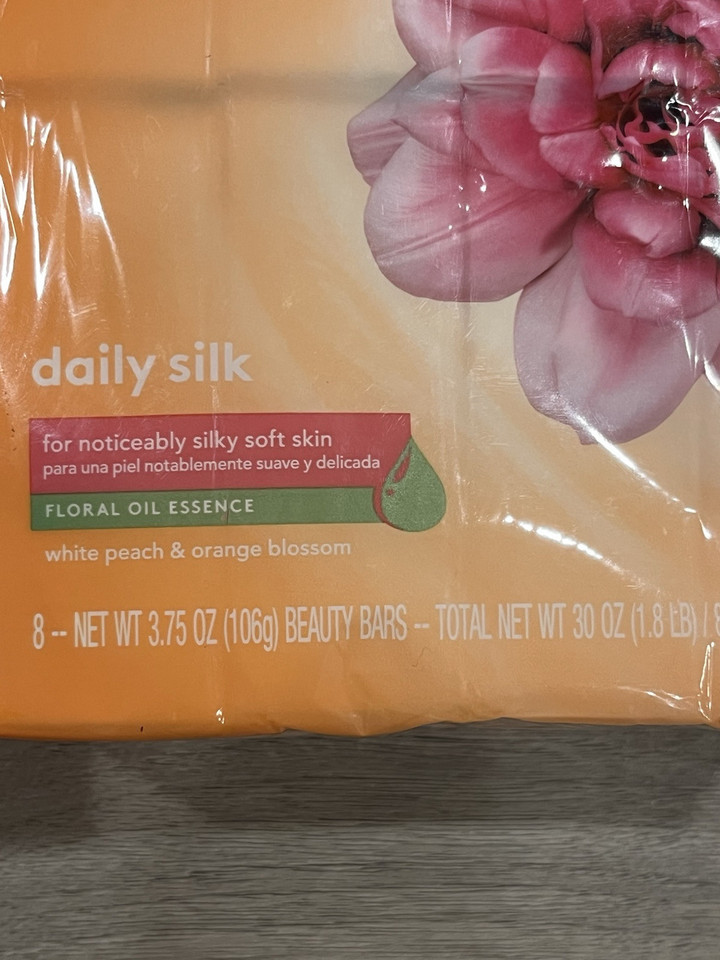 daily silk
for noticeably silky soft skin
para una piel notablemente suave y delicada
FLORAL OIL ESSENCE
white peach & orange blossom
8 -- NET WT 3.75 OZ (106g) BEAUTY BARS -- TOTAL NET WT 30 OZ (1.8 LB) / 8